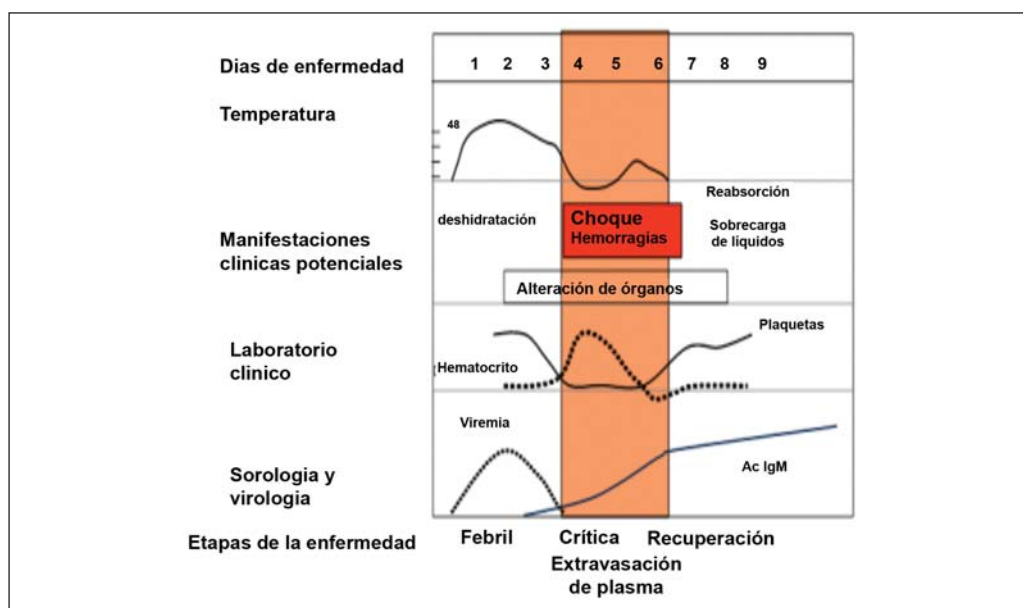 Dias de enfermedad 1 2 3 4 5 6 7 8 9
Temperatura
48
Reabsorción
deshidratación
Choque
Hemorragias
Sobrecarga
de líquidos
Manifestaciones
clinicas potenciales
Alteración de órganos
Plaquetas
Laboratorio
clinico
Hematocrito
Viremia
Ac IgM
Sorologia y
virologia
Etapas de la enfermedad
Febril Crítica Recuperación
Extravasación
de plasma